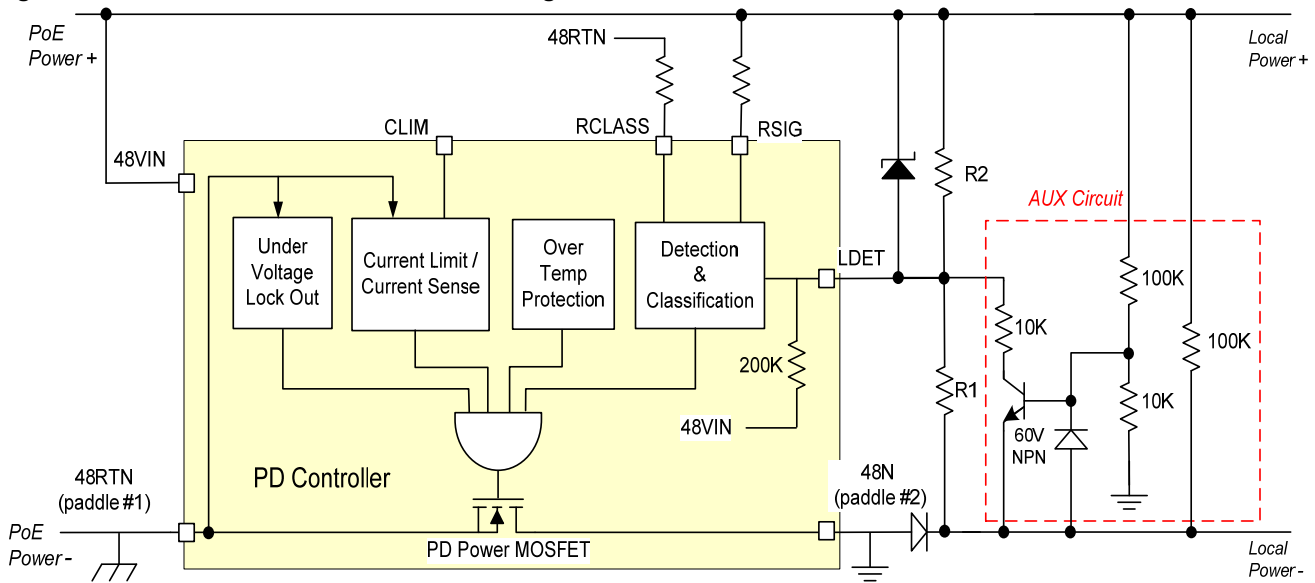 PoE
Power +
48RTN
Local
Power +
CLIM
RCLASS
RSIG
48VIN
R2
AUX Circuit
Under
Voltage
Lock Out
Current Limit /
Current Sense
Over
Temp
Protection
Detection
&
Classification
LDET
100K
10K
100K
200K
R1
10K
48VIN
60V
NPN
48RTN
(paddle #1)
PD Controller
48N
(paddle #2)
PoE
Power -
PD Power MOSFET
Local
Power -